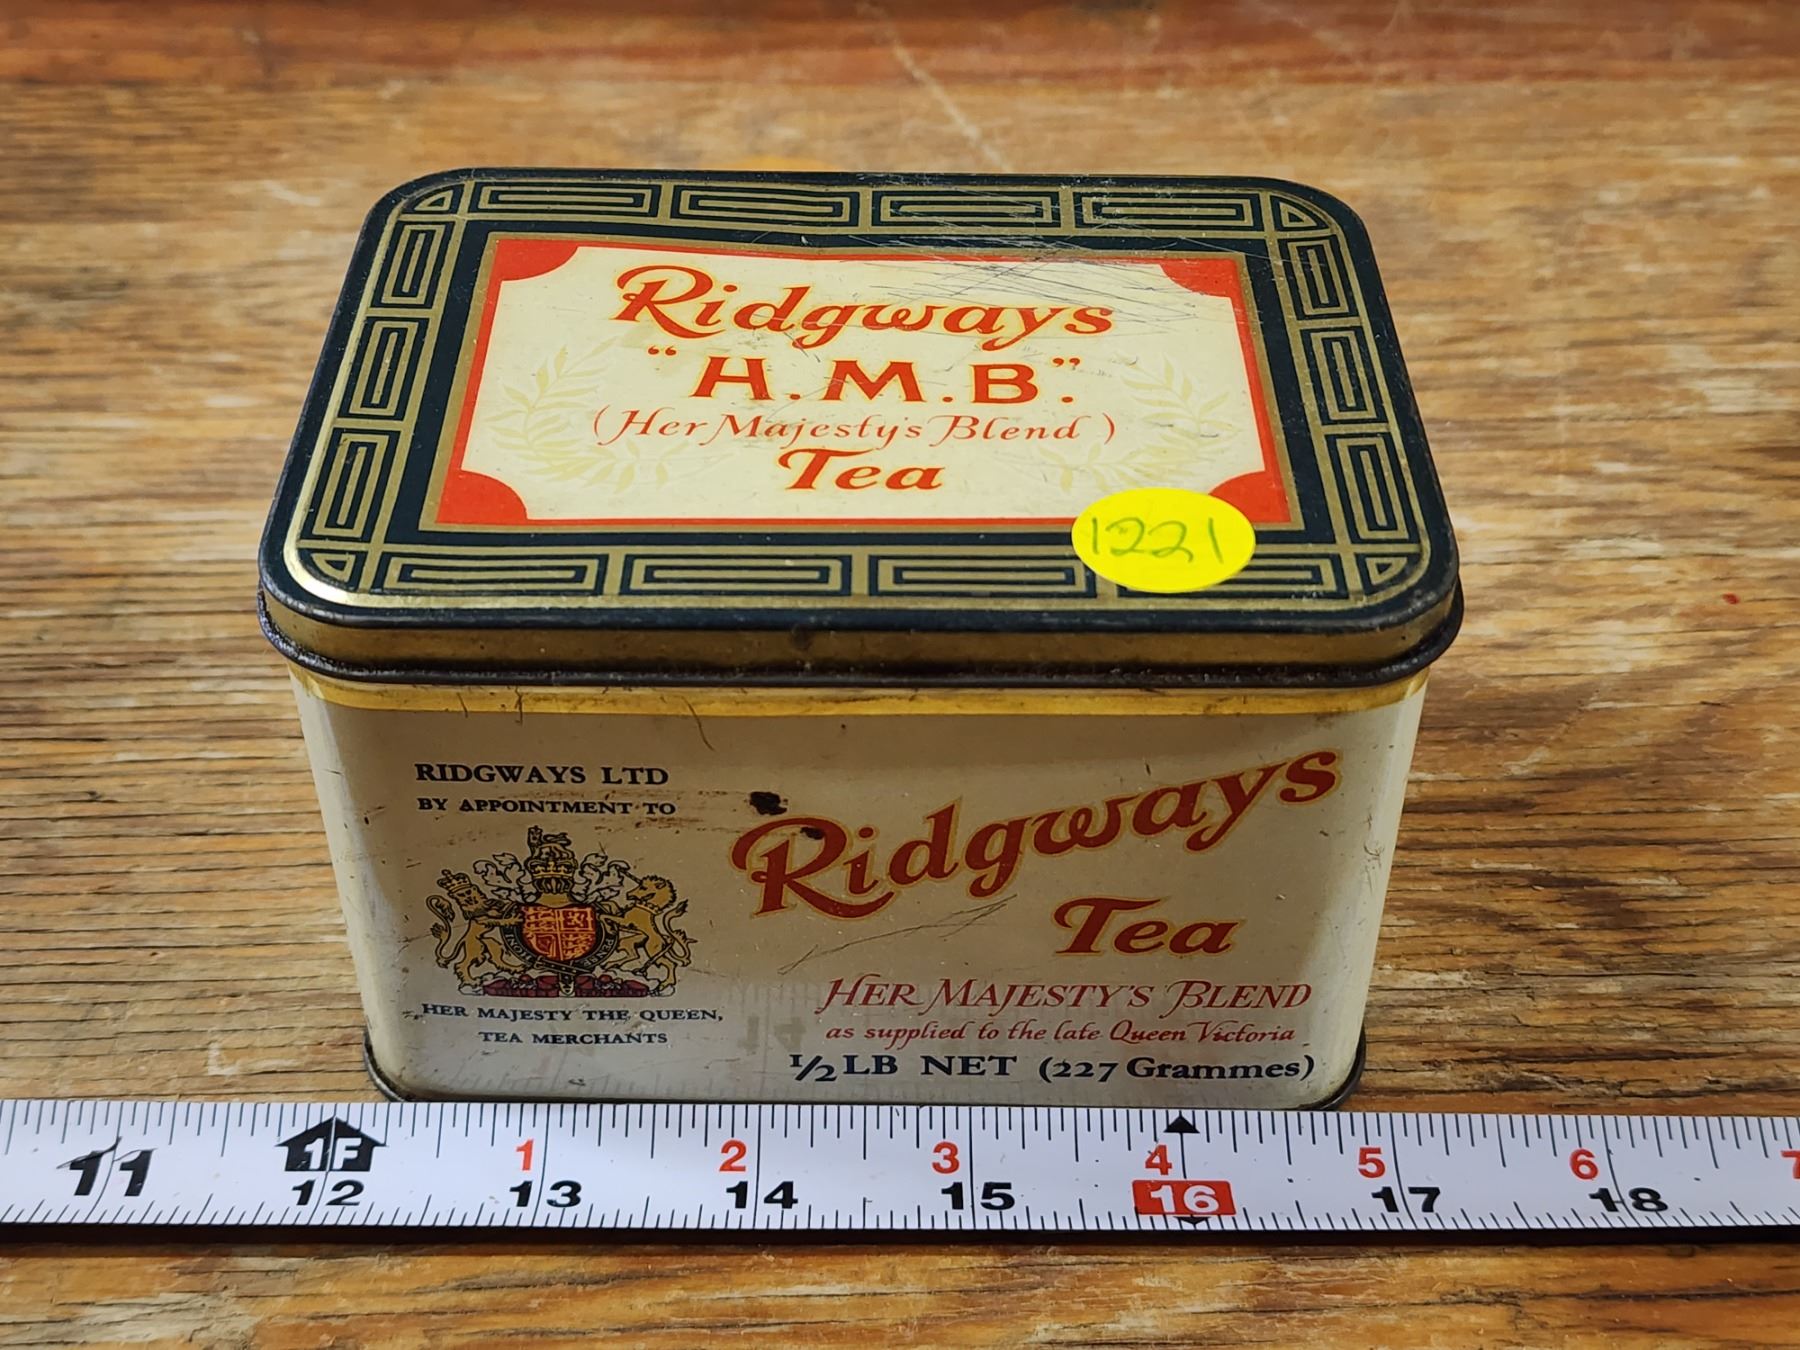 Ridgways
"H.M.B".
(Her Majesty's Blend)
Tea
1221
RIDGWAYS LTD
BY APPOINTMENT TO
HER MAJESTY THE QUEEN,
TEA MERCHANTS
Ridgways
Tea
HER MAJESTY'S BLEND
as supplied to the late Queen Victoria
1/2 LB NET (227 Grammes)
1F 1 2 3 4 5 6 7
11 12 13 14 15 16 17 18